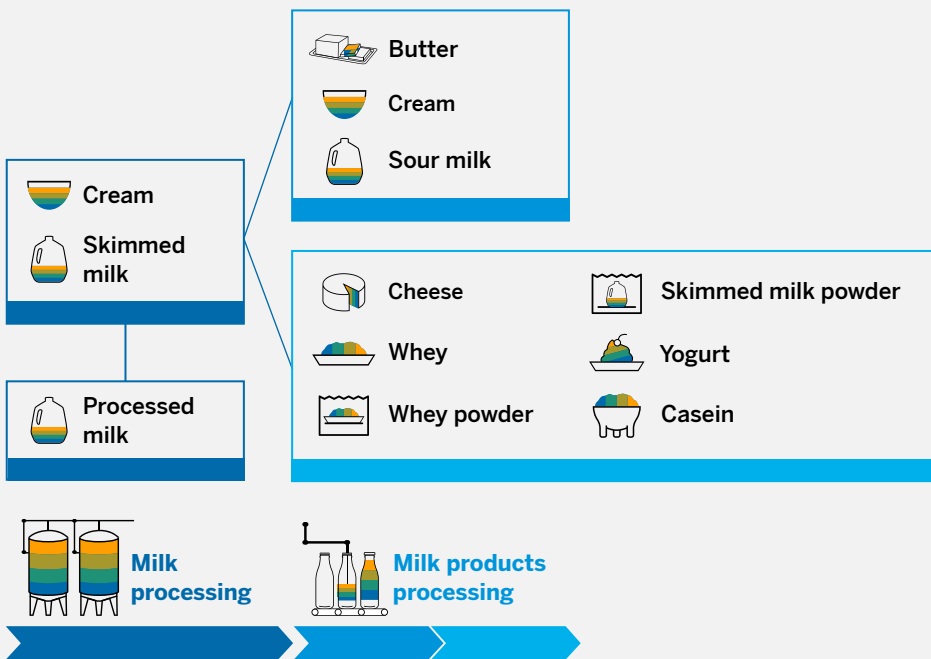 Butter
Cream
Sour milk
Cream
Skimmed
milk
Cheese
Whey
Whey powder
Skimmed milk powder
Yogurt
Casein
Processed
milk
Milk
processing
Milk products
processing